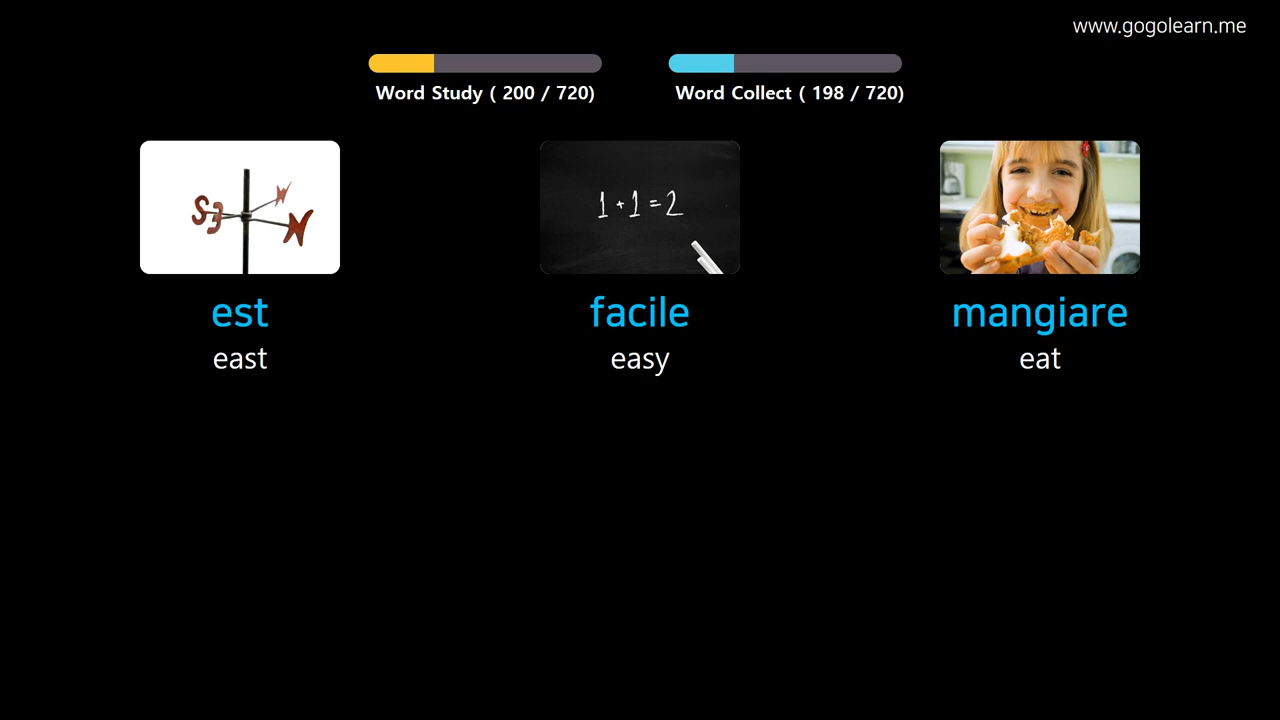 www.gogolearn.me
Word Study ( 200 / 720)
Word Collect ( 198 / 720)
S E W N
1 + 1 = 2
est
facile
mangiare
east
easy
eat